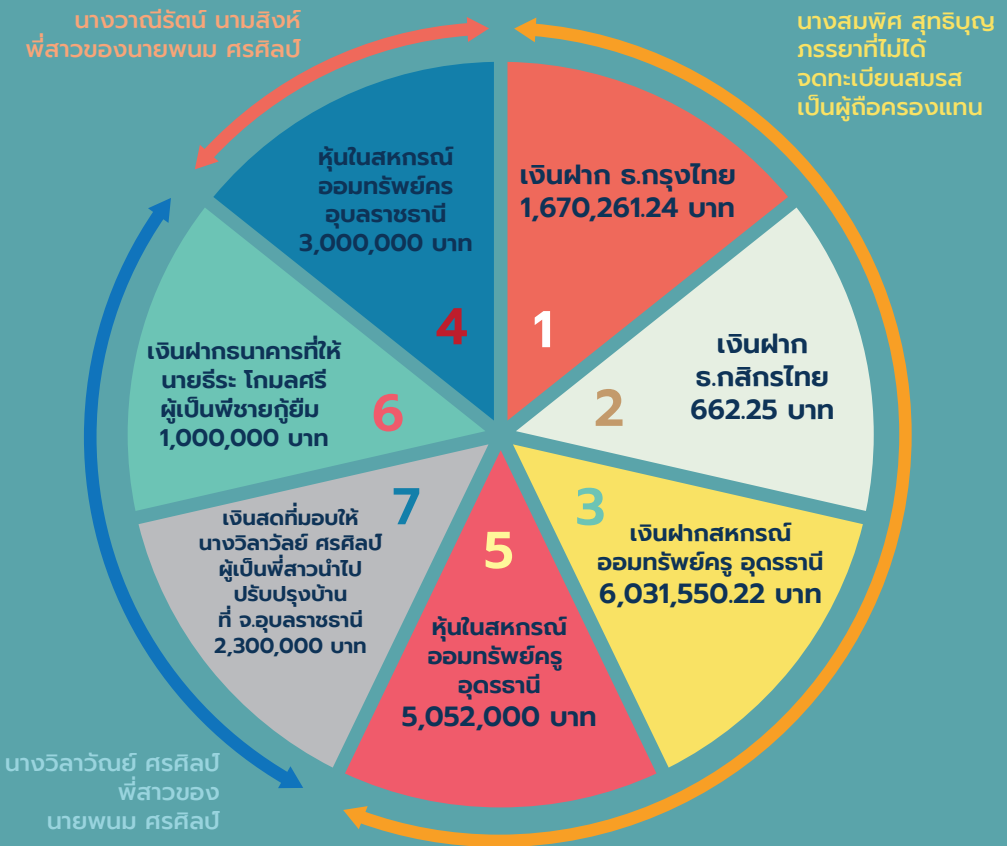 นางวาณีรัตน์ นามสิงห์
พี่สาวของนายพนม ศรศิลป์
นางสมพิศ สุทธิบุญ
ภรรยาที่ไม่ได้
จดทะเบียนสมรส
เป็นผู้ถือครองแทน
หุ้นในสหกรณ์
ออมทรัพย์คร
อุบลราชธานี
3,000,000 บาท
4
เงินฝาก ธ.กรุงไทย
1,670,261.24 บาท
1
เงินฝาก
ธ.กสิกรไทย
662.25 บาท
2
เงินฝากธนาคารที่ให้
นายธีระ โกมลศรี
ผู้เป็นพี่ชายกู้ยืม
1,000,000 บาท
6
3
เงินฝากสหกรณ์
ออมทรัพย์ครู อุดรธานี
6,031,550.22 บาท
7
เงินสดที่มอบให้
นางวิลาวัลย์ ศรศิลป์
ผู้เป็นพี่สาวนำไป
ปรับปรุงบ้าน
ที่ จ.อุบลราชธานี
2,300,000 บาท
5
หุ้นในสหกรณ์
ออมทรัพย์ครู
อุดรธานี
5,052,000 บาท
นางวิลาวัณย์ ศรศิลป์
พี่สาวของ
นายพนม ศรศิลป์